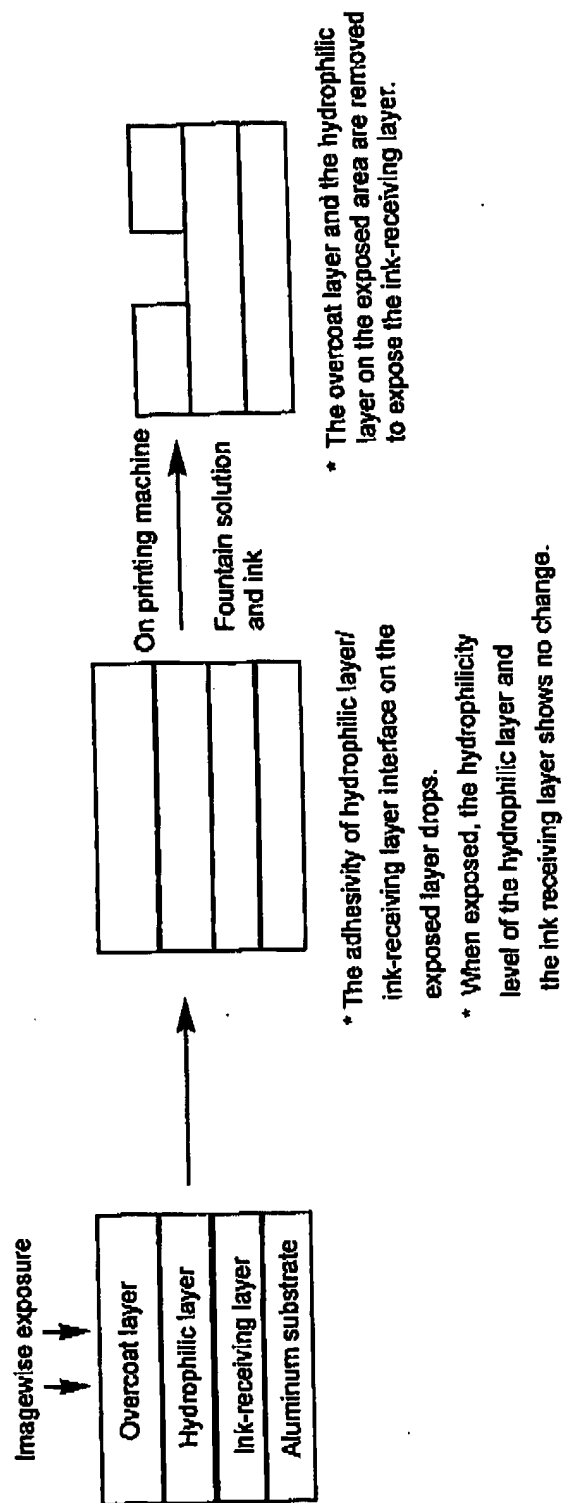 Imagewise exposure
Overcoat layer
Hydrophilic layer
Ink-receiving layer
Aluminum substrate
* The adhesivity of hydrophilic layer/
ink-receiving layer interface on the
exposed layer drops.
* When exposed, the hydrophilicity
level of the hydrophilic layer and
the ink receiving layer shows no change.
On printing machine
Fountain solution
and ink
* The overcoat layer and the hydrophilic
layer on the exposed area are removed
to expose the ink-receiving layer.